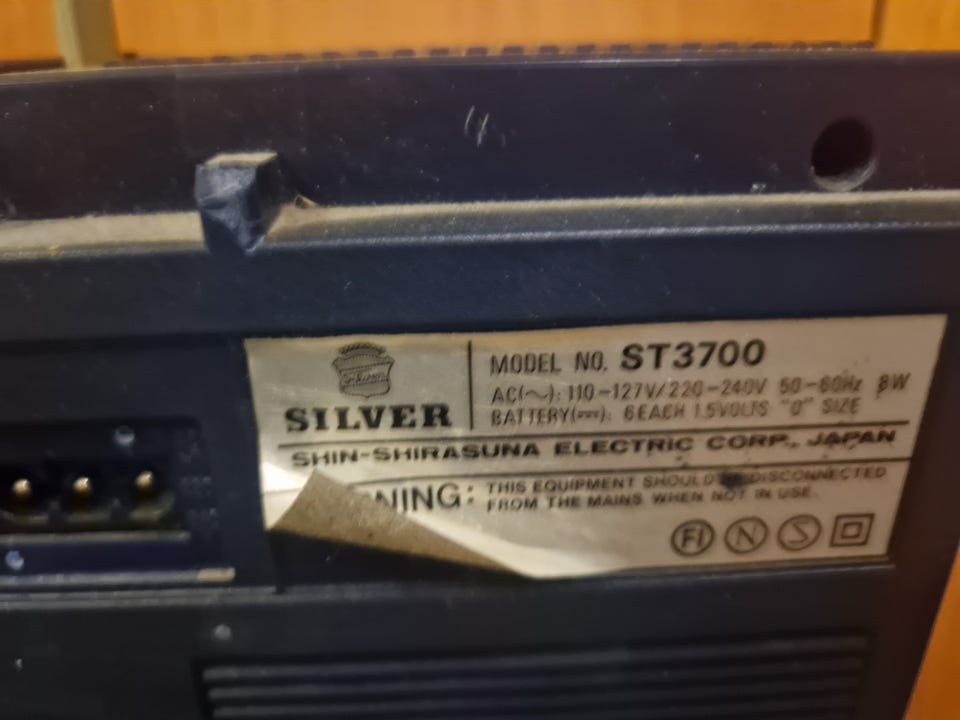 SILVER
MODEL NO. ST3700
AC(~): 110-127V/220-240V 50-60Hz 8W
BATTERY(⎓): 6EACH 1.5VOLTS "D" SIZE
SHIN-SHIRASUNA ELECTRIC CORP., JAPAN
NING: THIS EQUIPMENT SHOULD DISCONNECTED
FROM THE MAINS WHEN NOT IN USE.
FI N S